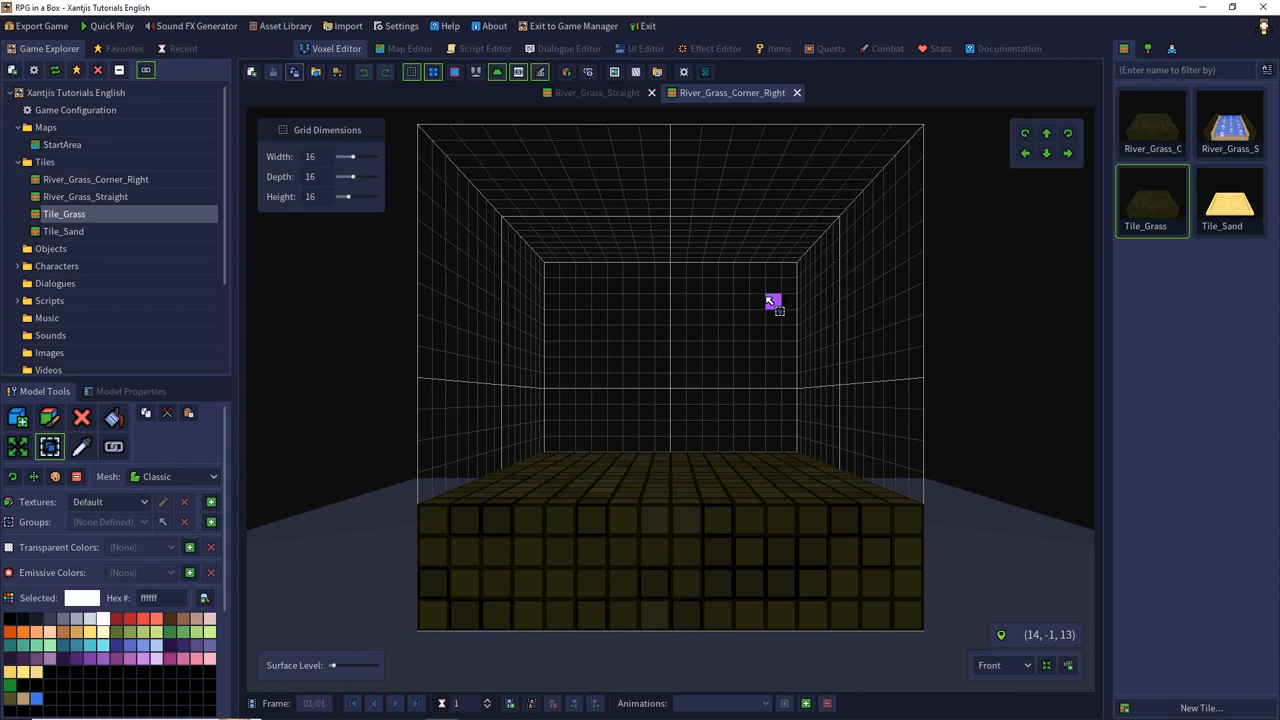 RPG in a Box - Xantjis Tutorials English
Export Game Quick Play Sound FX Generator Asset Library Import Settings Help About Exit to Game Manager Exit
Game Explorer Favorites Recent
Voxel Editor Map Editor Script Editor Dialogue Editor UI Editor Effect Editor Items Quests Combat Stats Documentation
(Enter name to filter by)
Xantjis Tutorials English
Game Configuration
Maps
StartArea
Tiles
River_Grass_Corner_Right
River_Grass_Straight
Tile_Grass
Tile_Sand
Objects
Characters
Dialogues
Scripts
Music
Sounds
Images
Videos
River_Grass_Straight
River_Grass_Corner_Right
Grid Dimensions
Width: 16
Depth: 16
Height: 16
River_Grass_C
River_Grass_S
Tile_Grass
Tile_Sand
Model Tools Model Properties
Mesh: Classic
Textures: Default
Groups: (None Defined)
Transparent Colors: (None)
Emissive Colors: (None)
Selected: Hex #: ffffff
(14, -1, 13)
Surface Level:
Front
Frame: 01/01
1
Animations:
New Tile...